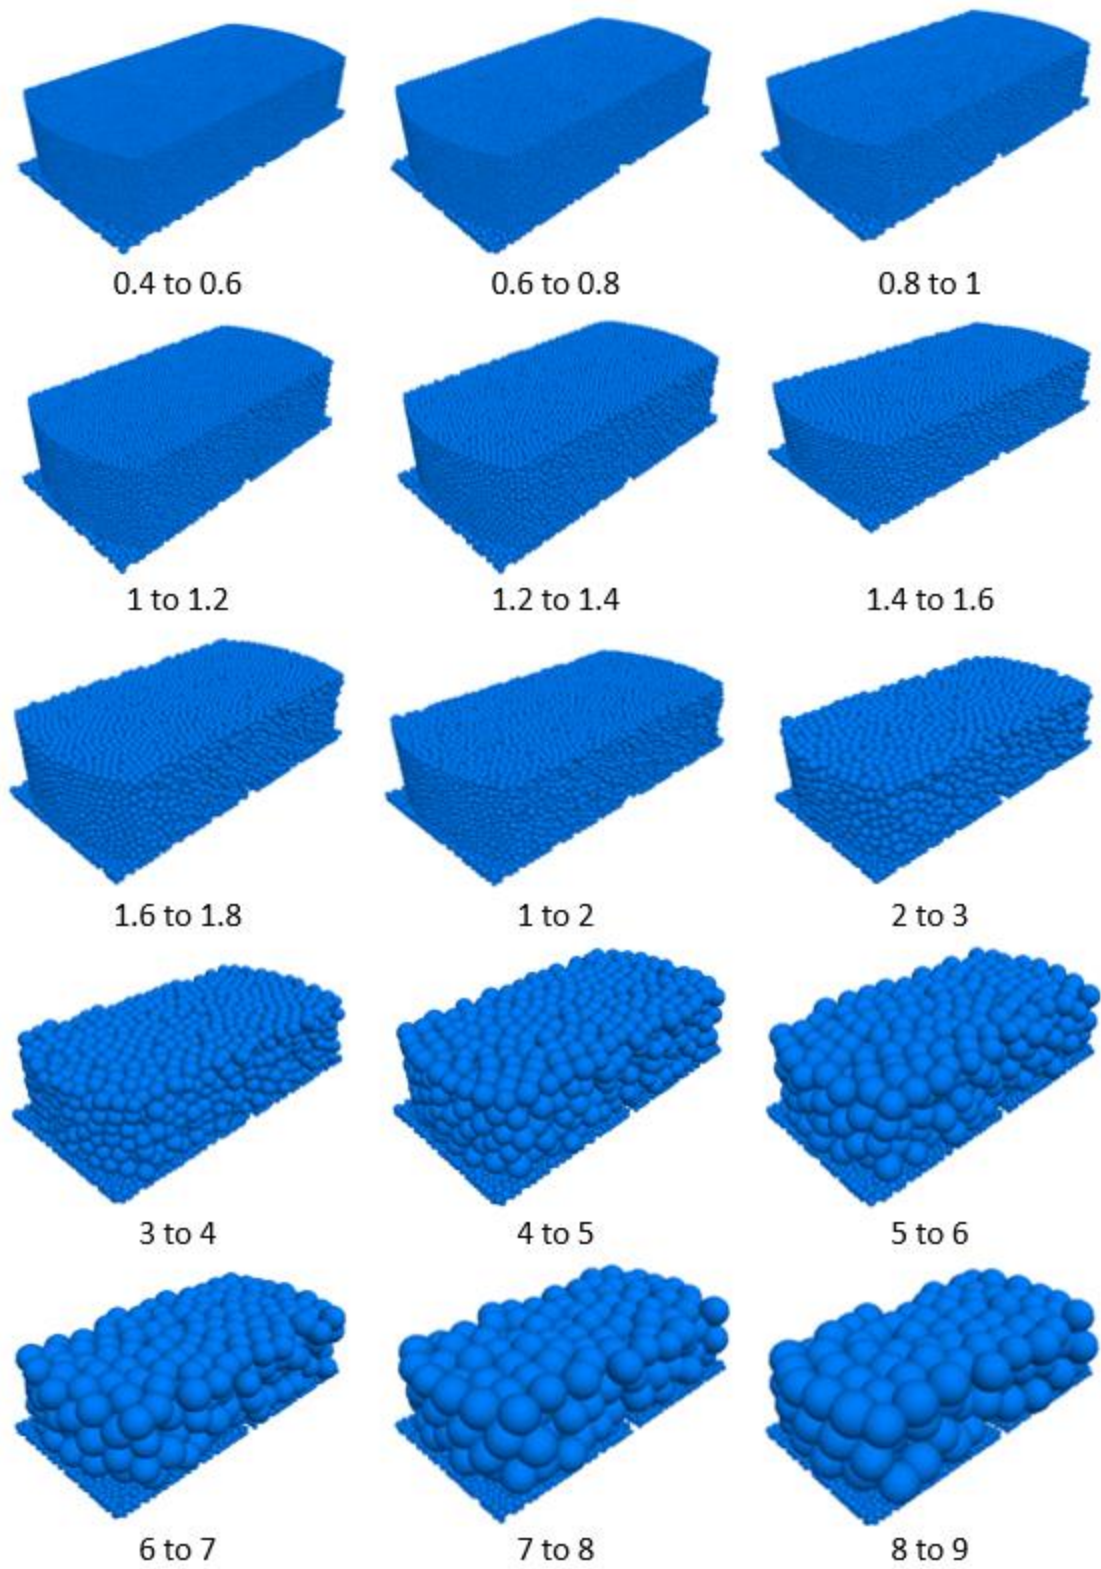 0.4 to 0.6
0.6 to 0.8
0.8 to 1
1 to 1.2
1.2 to 1.4
1.4 to 1.6
1.6 to 1.8
1 to 2
2 to 3
3 to 4
4 to 5
5 to 6
6 to 7
7 to 8
8 to 9